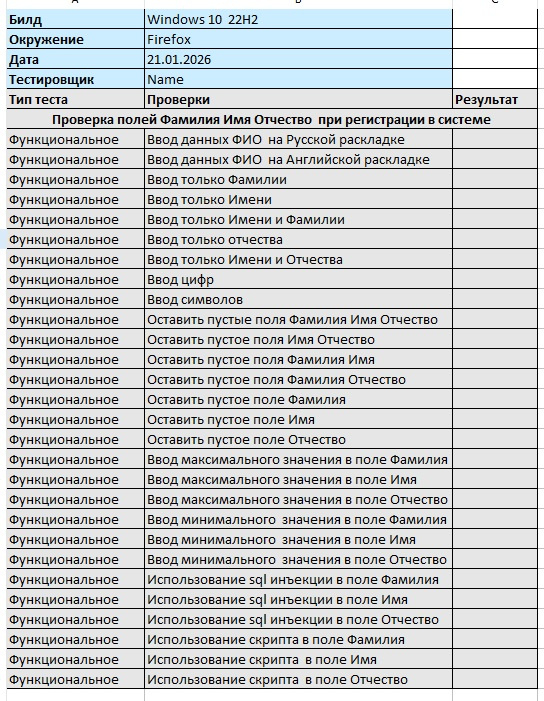 Билд Windows 10 22H2
Окружение Firefox
Дата 21.01.2026
Тестировщик Name
Тип теста Проверки Результат
Проверка полей Фамилия Имя Отчество при регистрации в системе
Функциональное Ввод данных ФИО на Русской раскладке
Функциональное Ввод данных ФИО на Английской раскладке
Функциональное Ввод только Фамилии
Функциональное Ввод только Имени
Функциональное Ввод только Имени и Фамилии
Функциональное Ввод только отчества
Функциональное Ввод только Имени и Отчества
Функциональное Ввод цифр
Функциональное Ввод символов
Функциональное Оставить пустые поля Фамилия Имя Отчество
Функциональное Оставить пустое поля Имя Отчество
Функциональное Оставить пустое поля Фамилия Имя
Функциональное Оставить пустое поля Фамилия Отчество
Функциональное Оставить пустое поле Фамилия
Функциональное Оставить пустое поле Имя
Функциональное Оставить пустое поле Отчество
Функциональное Ввод максимального значения в поле Фамилия
Функциональное Ввод максимального значения в поле Имя
Функциональное Ввод максимального значения в поле Отчество
Функциональное Ввод минимального значения в поле Фамилия
Функциональное Ввод минимального значения в поле Имя
Функциональное Ввод минимального значения в поле Отчество
Функциональное Использование sql инъекции в поле Фамилия
Функциональное Использование sql инъекции в поле Имя
Функциональное Использование sql инъекции в поле Отчество
Функциональное Использование скрипта в поле Фамилия
Функциональное Использование скрипта в поле Имя
Функциональное Использование скрипта в поле Отчество